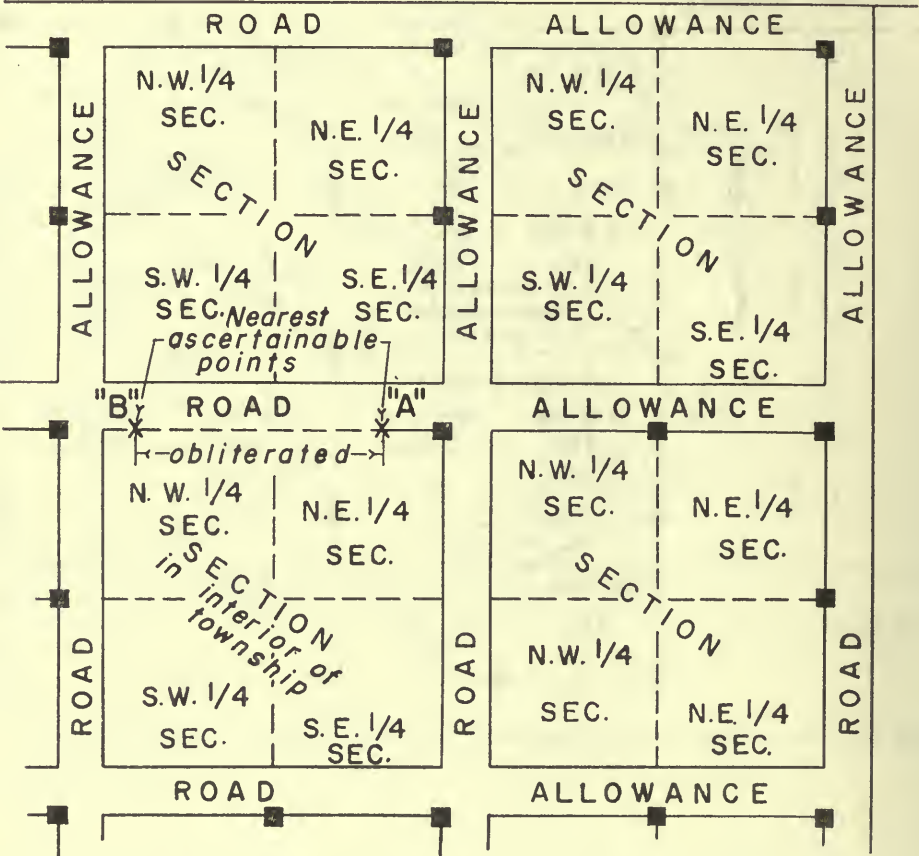 ROAD ALLOWANCE
N.W. 1/4
SEC.
N.E. 1/4
SEC.
SECTION
S.W. 1/4
SEC.
S.E. 1/4
SEC.
N.W. 1/4
SEC.
N.E. 1/4
SEC.
SECTION
S.W. 1/4
SEC.
S.E. 1/4
SEC.
ALLOWANCE
ALLOWANCE
ALLOWANCE
Nearest
ascertainable
points
"B" ROAD "A" ALLOWANCE
obliterated
N.W. 1/4
SEC.
N.E. 1/4
SEC.
SECTION
in interior of
township
S.W. 1/4
SEC.
S.E. 1/4
SEC.
N.W. 1/4
SEC.
N.E. 1/4
SEC.
SECTION
N.W. 1/4
SEC.
N.E. 1/4
SEC.
ROAD
ROAD
ROAD
ROAD ALLOWANCE